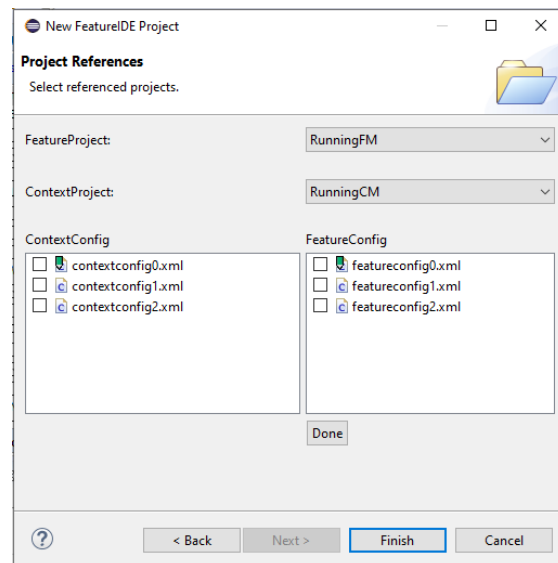 New FeatureIDE Project
Project References
Select referenced projects.
FeatureProject:
RunningFM
ContextProject:
RunningCM
ContextConfig
FeatureConfig
contextconfig0.xml
contextconfig1.xml
contextconfig2.xml
featureconfig0.xml
featureconfig1.xml
featureconfig2.xml
Done
?
< Back
Next >
Finish
Cancel